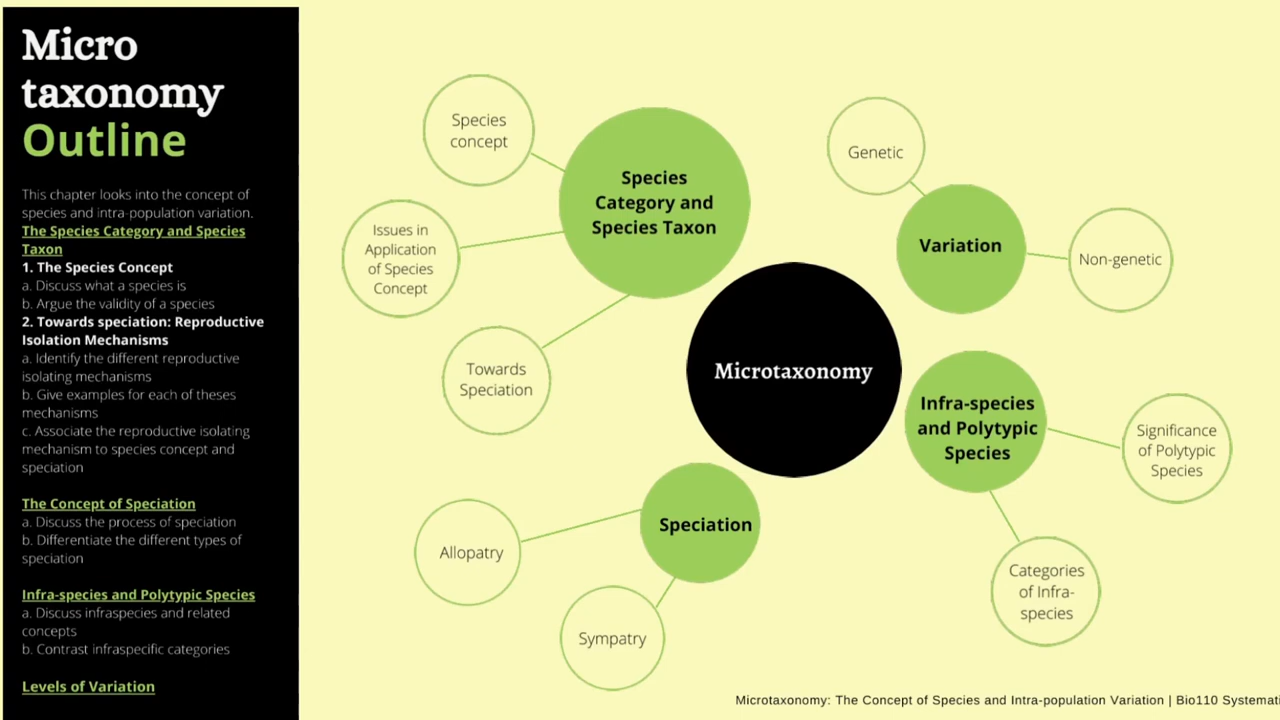 Micro
taxonomy
Outline
This chapter looks into the concept of
species and intra-population variation.
The Species Category and Species
Taxon
1. The Species Concept
a. Discuss what a species is
b. Argue the validity of a species
2. Towards speciation: Reproductive
Isolation Mechanisms
a. Identify the different reproductive
isolating mechanisms
b. Give examples for each of theses
mechanisms
c. Associate the reproductive isolating
mechanism to species concept and
speciation
The Concept of Speciation
a. Discuss the process of speciation
b. Differentiate the different types of
speciation
Infra-species and Polytypic Species
a. Discuss infraspecies and related
concepts
b. Contrast infraspecific categories
Levels of Variation
Species
concept
Issues in
Application
of Species
Concept
Towards
Speciation
Species
Category and
Species Taxon
Genetic
Variation
Non-genetic
Microtaxonomy
Infra-species
and Polytypic
Species
Significance
of Polytypic
Species
Categories
of Infra-
species
Speciation
Allopatry
Sympatry
Microtaxonomy: The Concept of Species and Intra-population Variation | Bio110 Systemati